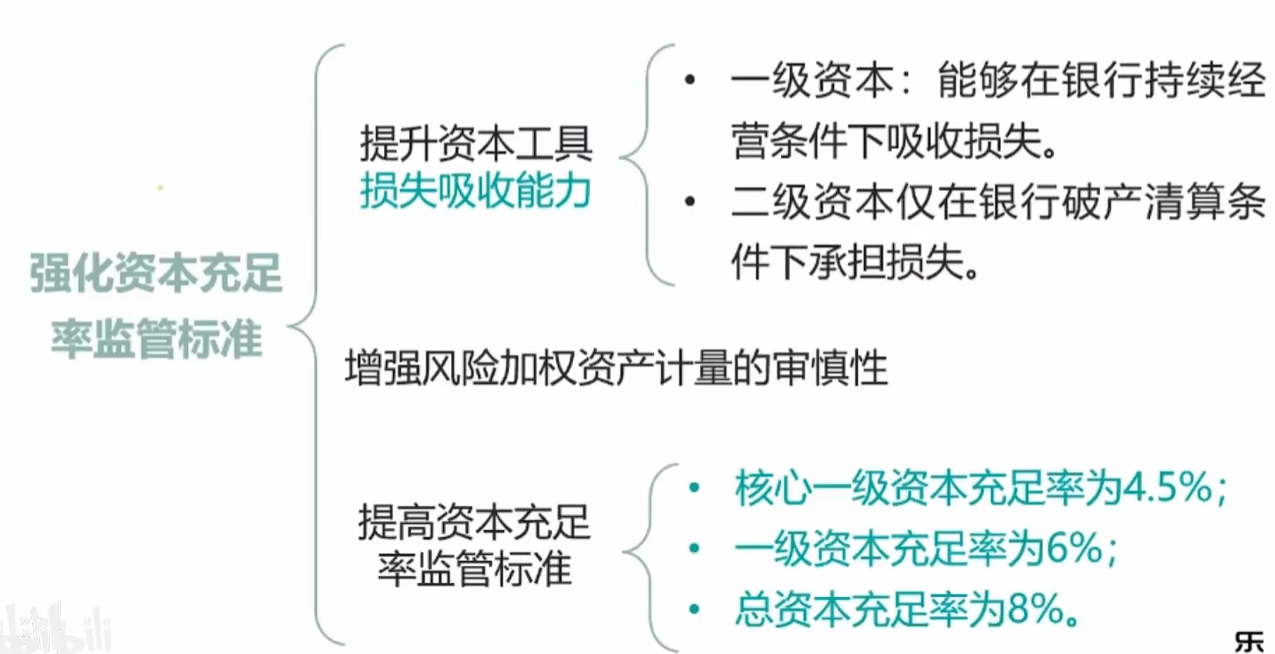 强化资本充足
率监管标准
提升资本工具
损失吸收能力
• 一级资本：能够在银行持续经
营条件下吸收损失。
• 二级资本仅在银行破产清算条
件下承担损失。
增强风险加权资产计量的审慎性
提高资本充足
率监管标准
• 核心一级资本充足率为4.5%；
• 一级资本充足率为6%；
• 总资本充足率为8%。
bilibili
乐